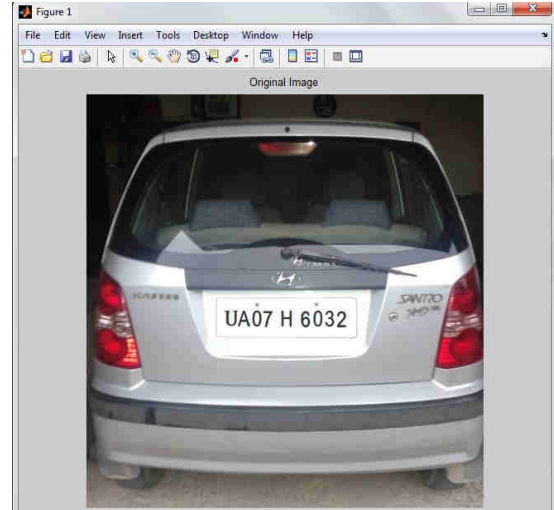 Figure 1
File Edit View Insert Tools Desktop Window Help
Original Image
SANTRO
UA07 H 6032